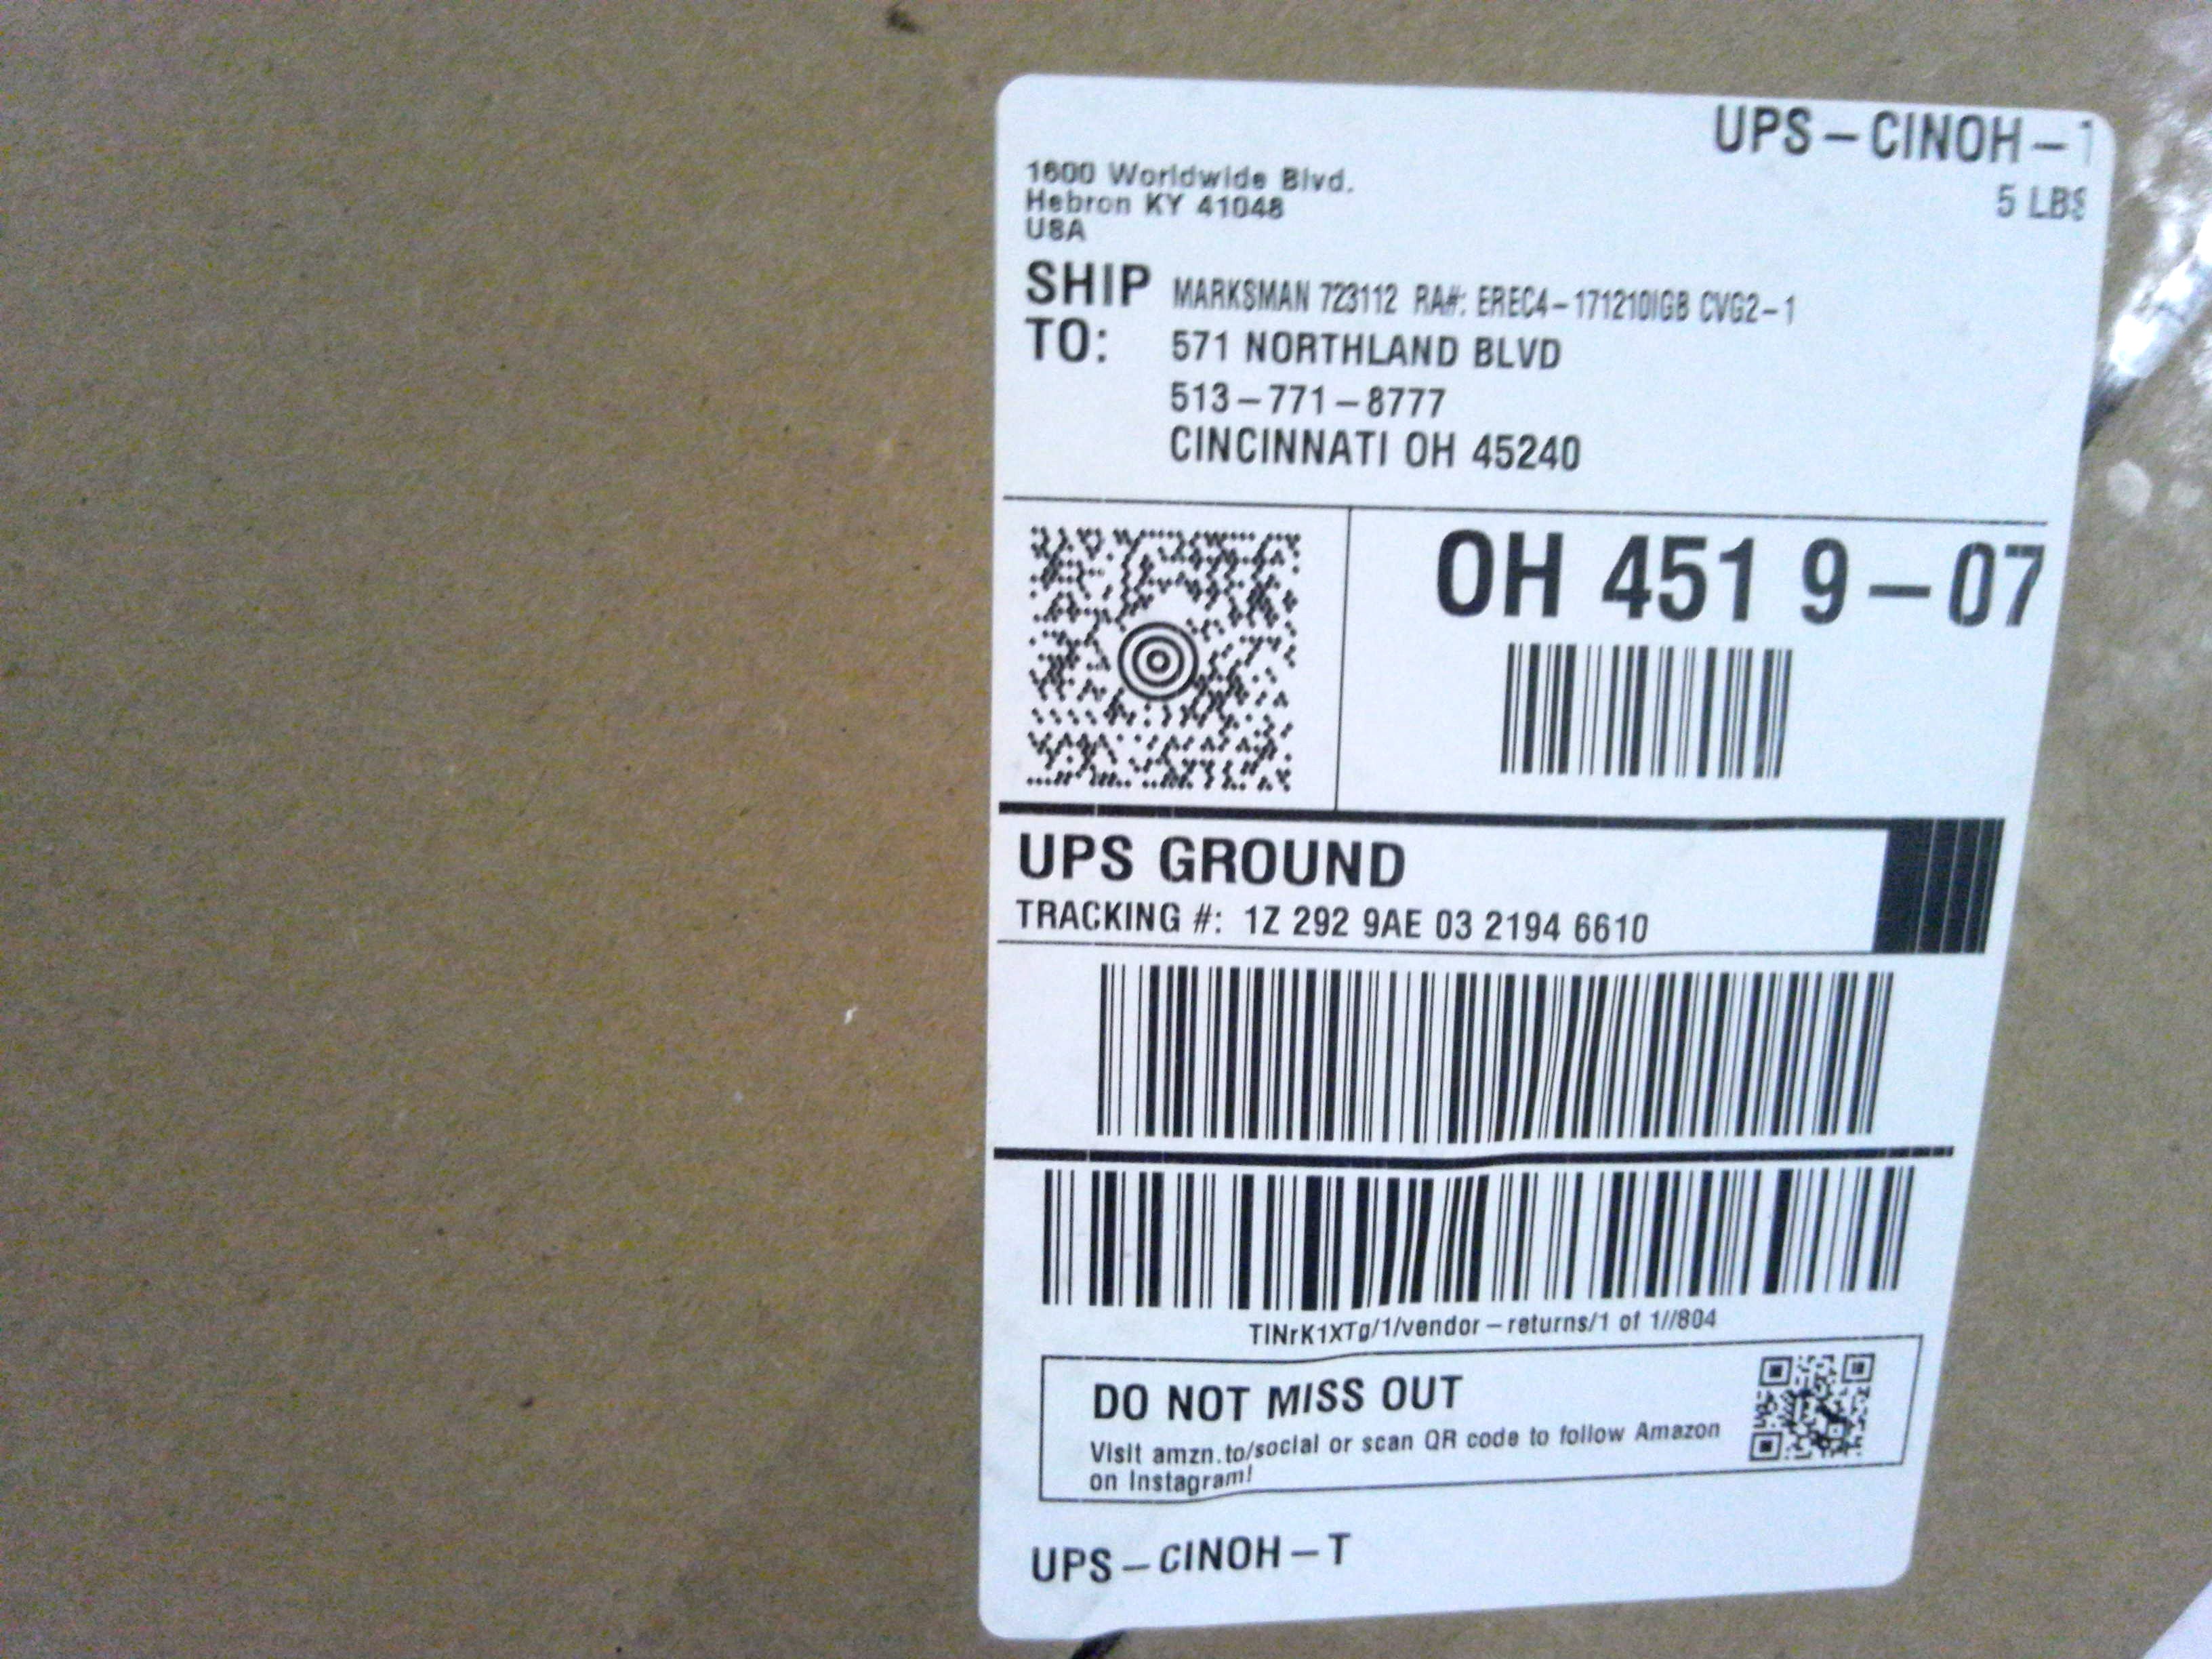 UPS-CINOH-T
5 LBS
1600 Worldwide Blvd.
Hebron KY 41048
USA
SHIP TO: MARKSMAN 723112 RA#: EREC4-171210IGB CVG2-1
571 NORTHLAND BLVD
513-771-8777
CINCINNATI OH 45240
OH 451 9-07
UPS GROUND
TRACKING #: 1Z 292 9AE 03 2194 6610
TINrK1XTg/1/vendor-returns/1 of 1//804
DO NOT MISS OUT
Visit amzn.to/social or scan QR code to follow Amazon
on Instagram!
UPS-CINOH-T